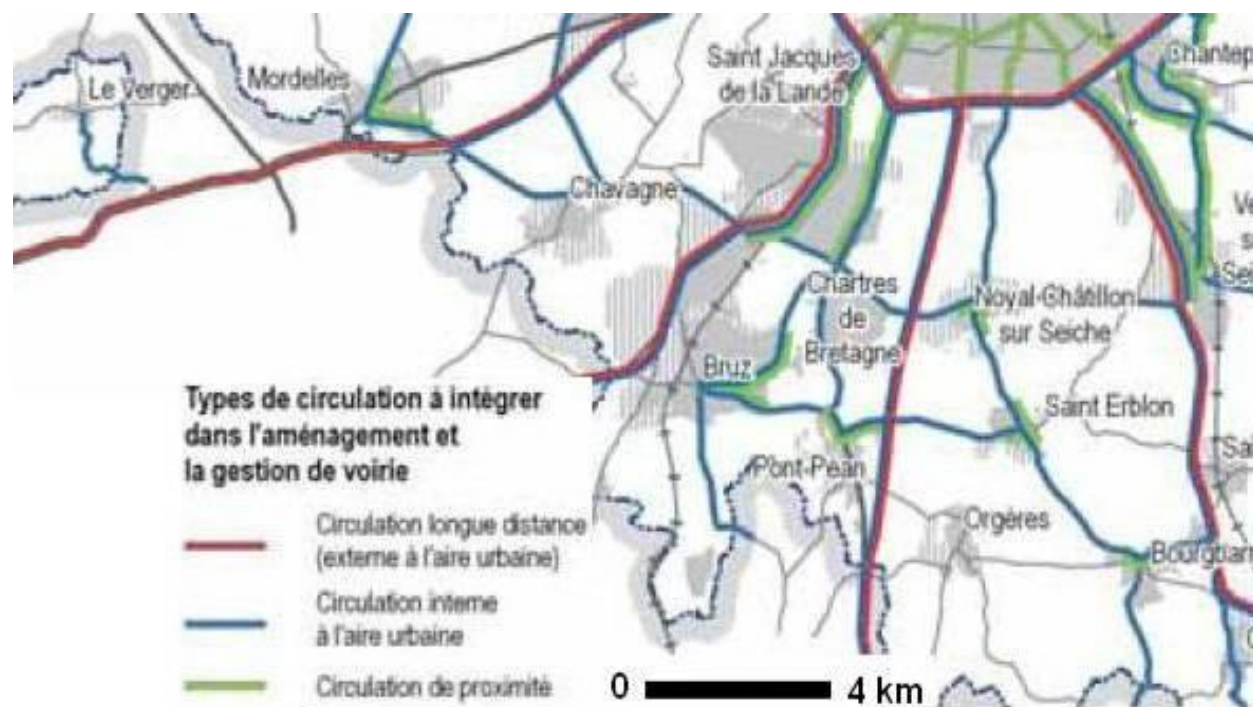 Saint Jacques
de la Lande
Chantep
Mordelles
Le Verger
Chavagne
Chartres
de
Bretagne
Noyal-Châtillon
sur Seiche
Bruz
Saint Erblon
Pont-Pean
Orgères
Types de circulation à intégrer
dans l'aménagement et
la gestion de voirie
Circulation longue distance
(externe à l'aire urbaine)
Circulation interne
à l'aire urbaine
Circulation de proximité
0 4 km